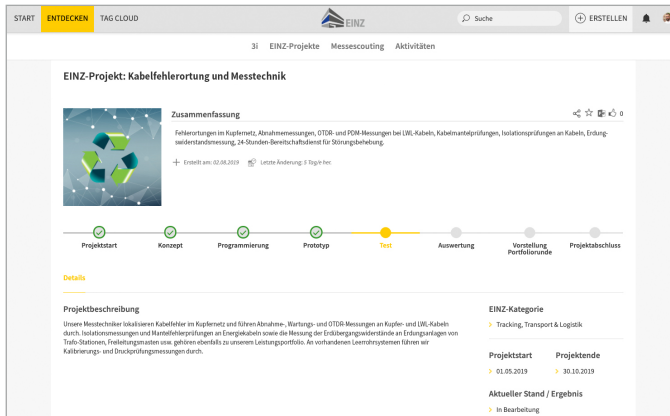 START ENTDECKEN TAG CLOUD EINZ Suche ERSTELLEN
3i EINZ-Projekte Messescouting Aktivitäten
EINZ-Projekt: Kabelfehlerortung und Messtechnik
Zusammenfassung 0
Fehlerortungen im Kupfernetz, Abnahmemessungen, OTDR- und PDM-Messungen bei LWL-Kabeln, Kabelmantelprüfungen, Isolationsprüfungen an Kabeln, Erdung-
swiderstandsmessung, 24-Stunden-Bereitschaftsdienst für Störungsbehebung.
Erstellt am: 02.08.2019 Letzte Änderung: 5 Tag/e her
Projektstart Konzept Programmierung Prototyp Test Auswertung Vorstellung Projektabschluss
Portfoliorunde
Details
Projektbeschreibung
Unsere Messtechniker lokalisieren Kabelfehler im Kupfernetz und führen Abnahme-, Wartungs- und OTDR-Messungen an Kupfer- und LWL-Kabeln
durch. Isolationsmessungen und Mantelfehlerprüfungen an Energiekabeln sowie die Messung der Erdübergangswiderstände an Erdungsanlagen von
Trafo-Stationen, Freileitungsmasten usw. gehören ebenfalls zu unserem Leistungsportfolio. An vorhandenen Leerrohrsystemen führen wir
Kalibrierungs- und Druckprüfungsmessungen durch.
EINZ-Kategorie
Tracking, Transport & Logistik
Projektstart Projektende
01.05.2019 30.10.2019
Aktueller Stand / Ergebnis
In Bearbeitung